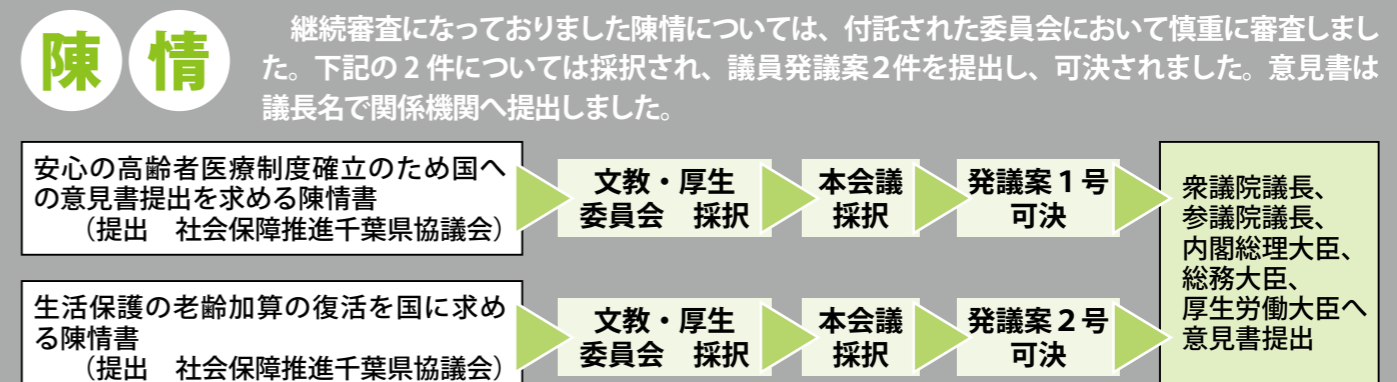 陳情
継続審査になっておりました陳情については、付託された委員会において慎重に審査しまし
た。下記の2件については採択され、議員発議案2件を提出し、可決されました。意見書は
議長名で関係機関へ提出しました。
安心の高齢者医療制度確立のため国へ
の意見書提出を求める陳情書
(提出 社会保障推進千葉県協議会)
文教・厚生
委員会 採択
本会議
採択
発議案1号
可決
生活保護の老齢加算の復活を国に求め
る陳情書
(提出 社会保障推進千葉県協議会)
文教・厚生
委員会 採択
本会議
採択
発議案2号
可決
衆議院議長、
参議院議長、
内閣総理大臣、
総務大臣、
厚生労働大臣へ
意見書提出